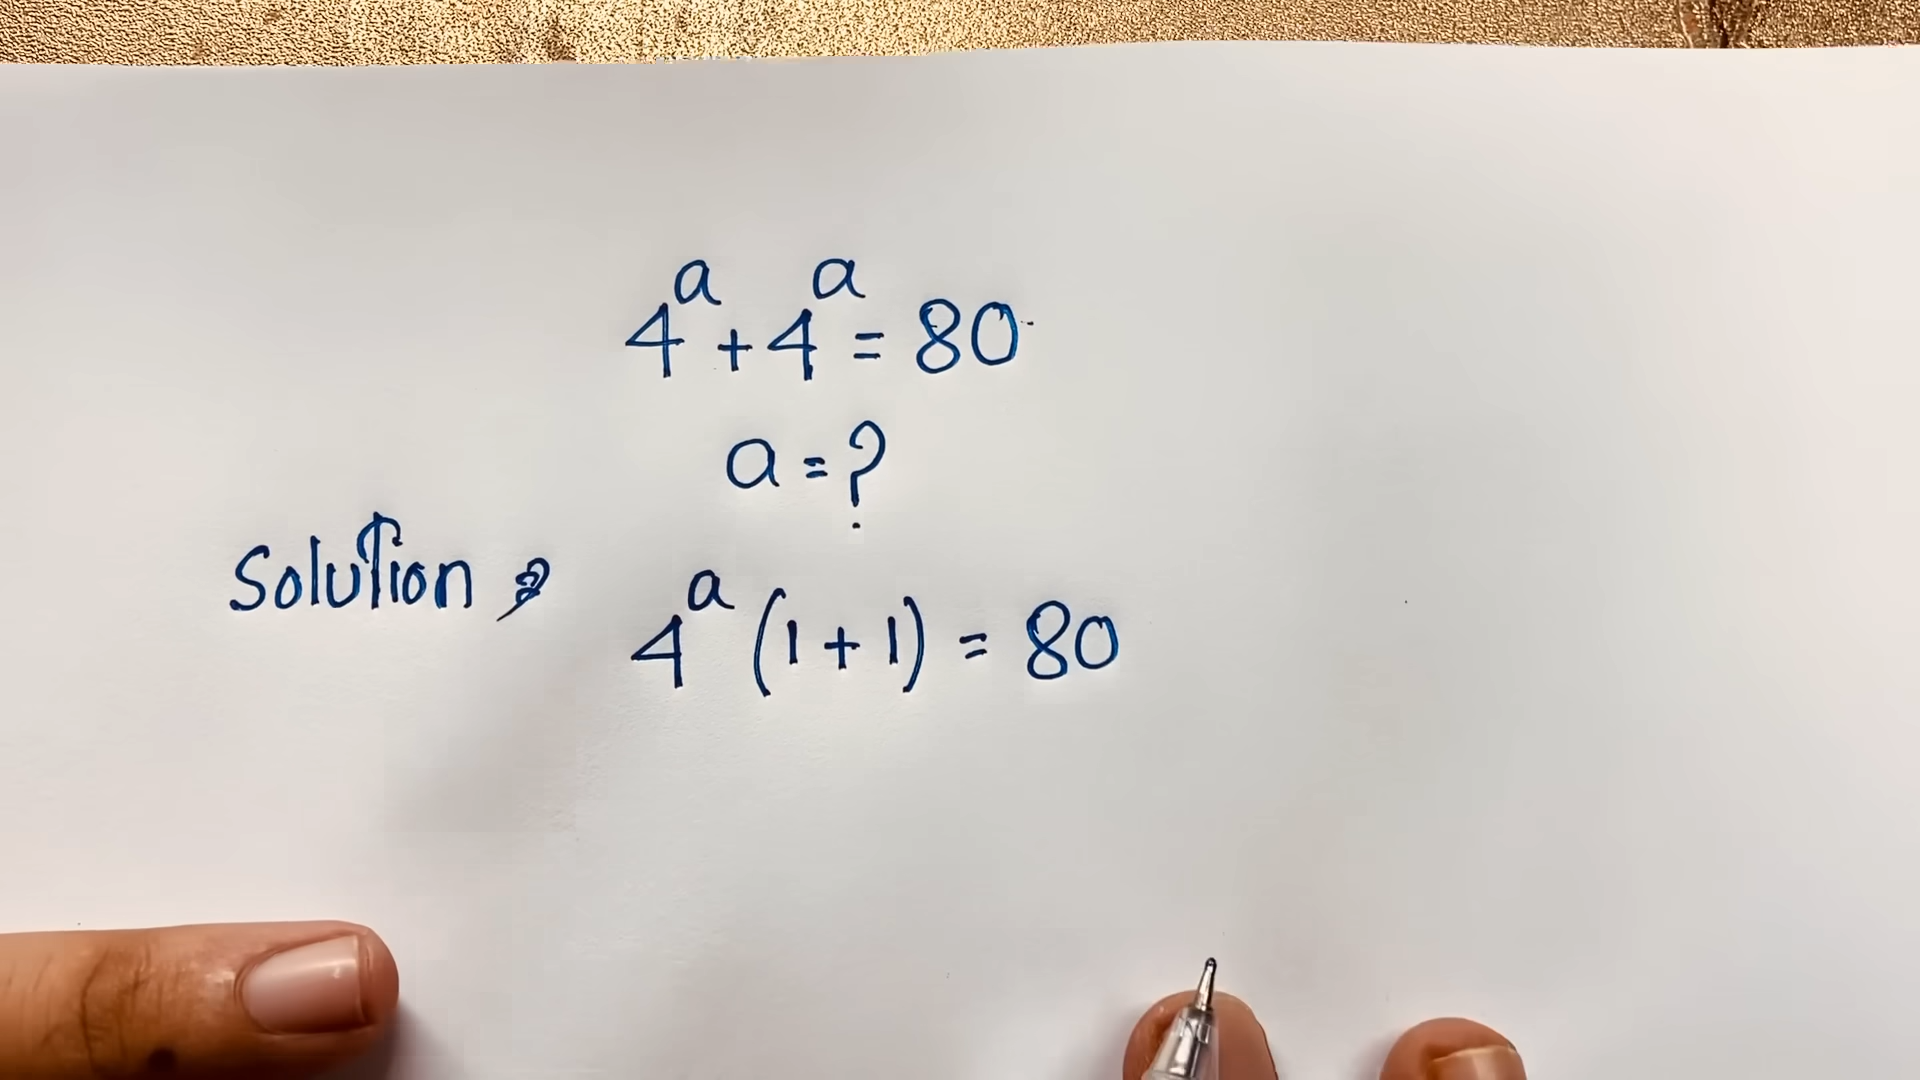 4^a + 4^a = 80
a = ?
Solution
4^a (1 + 1) = 80